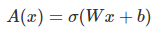 A(x) = σ(Wx + b)